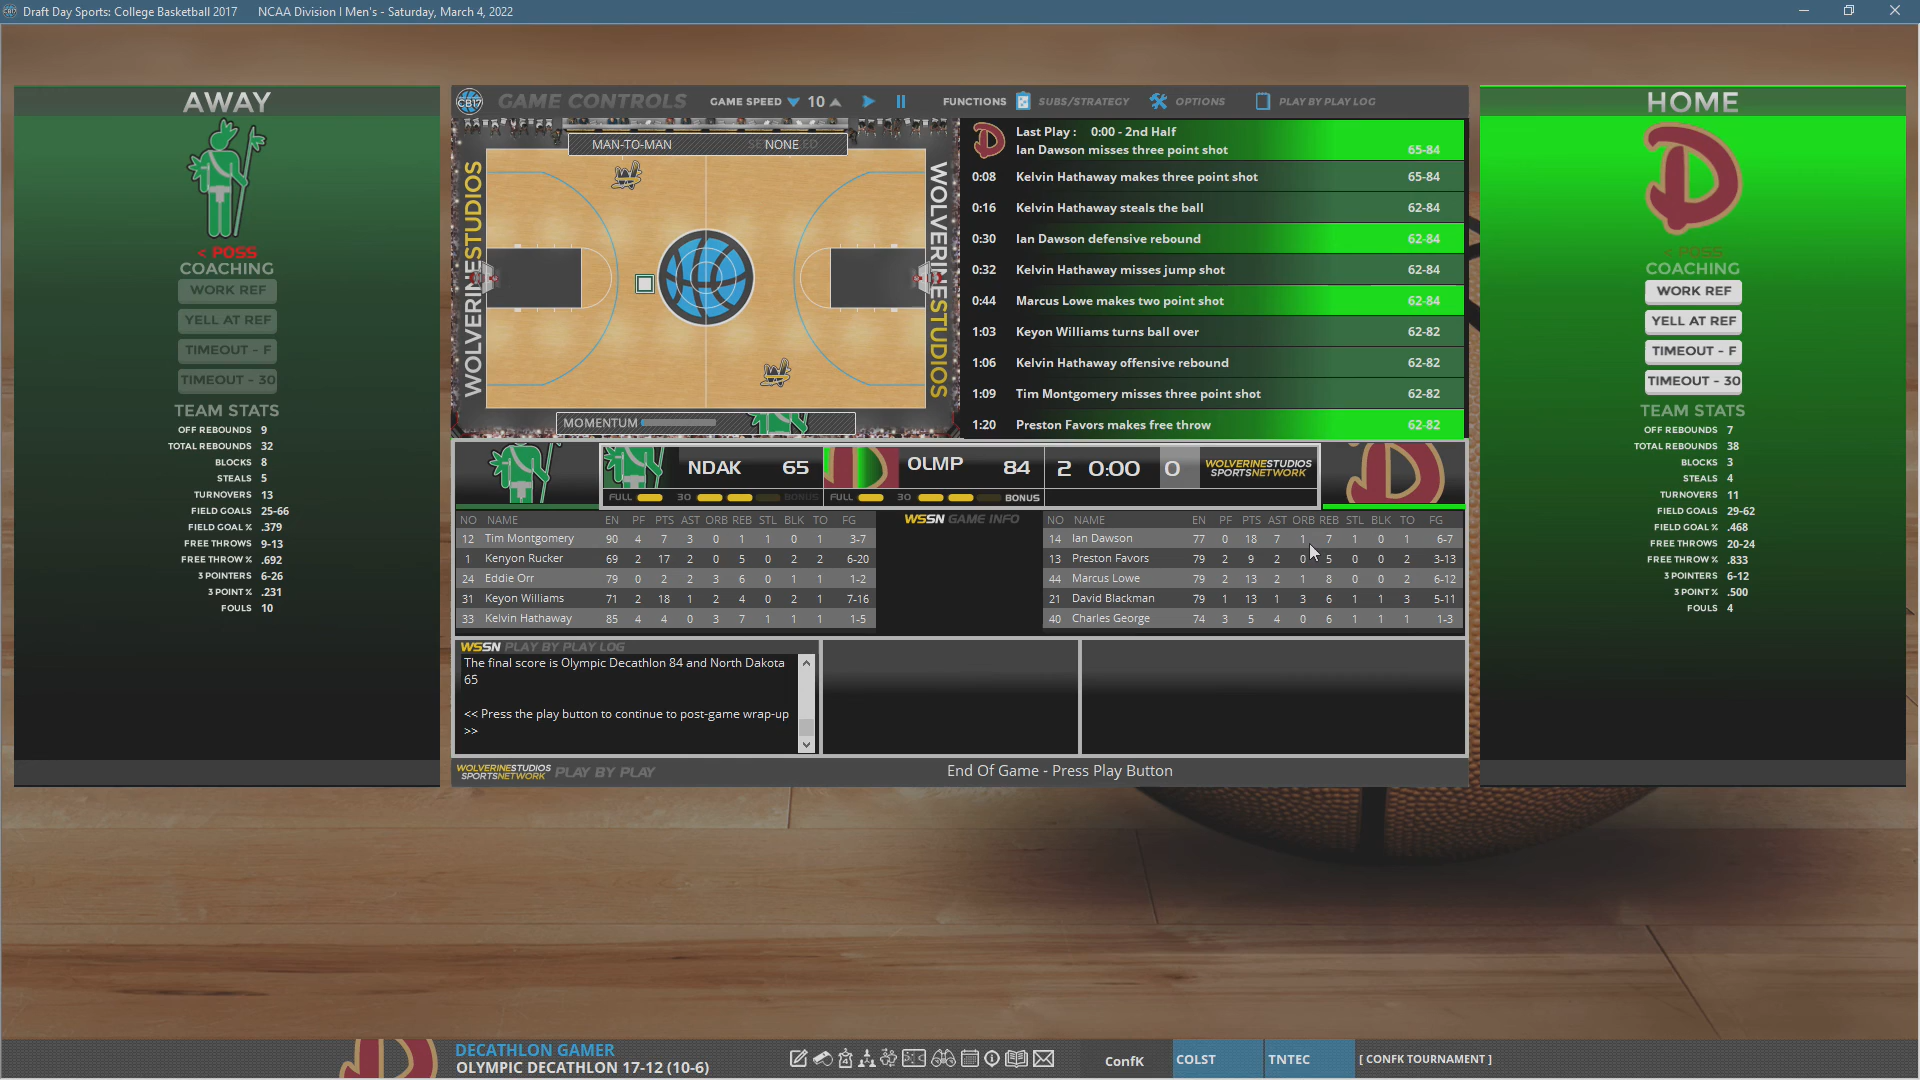 Draft Day Sports: College Basketball 2017 NCAA Division I Men's - Saturday, March 4, 2022
AWAY
< POSS
COACHING
WORK REF
YELL AT REF
TIMEOUT - F
TIMEOUT - 30
TEAM STATS
OFF REBOUNDS 9
TOTAL REBOUNDS 32
BLOCKS 8
STEALS 5
TURNOVERS 13
FIELD GOALS 25-66
FIELD GOAL % .379
FREE THROWS 9-13
FREE THROW % .692
3 POINTERS 6-26
3 POINT % .231
FOULS 10
CB17 GAME CONTROLS GAME SPEED 10 FUNCTIONS SUBS/STRATEGY OPTIONS PLAY BY PLAY LOG
MAN-TO-MAN NONE
WOLVERINESTUDIOS
WOLVERINESTUDIOS
MOMENTUM
Last Play : 0:00 - 2nd Half
Ian Dawson misses three point shot 65-84
0:08 Kelvin Hathaway makes three point shot 65-84
0:16 Kelvin Hathaway steals the ball 62-84
0:30 Ian Dawson defensive rebound 62-84
0:32 Kelvin Hathaway misses jump shot 62-84
0:44 Marcus Lowe makes two point shot 62-84
1:03 Keyon Williams turns ball over 62-82
1:06 Kelvin Hathaway offensive rebound 62-82
1:09 Tim Montgomery misses three point shot 62-82
1:20 Preston Favors makes free throw 62-82
NDAK 65 OLMP 84 2 0:00 0 WOLVERINESTUDIOS
SPORTSNETWORK
FULL 30 BONUS FULL 30 BONUS
NO NAME EN PF PTS AST ORB REB STL BLK TO FG
12 Tim Montgomery 90 4 7 3 0 1 1 0 1 3-7
1 Kenyon Rucker 69 2 17 2 0 5 0 2 2 6-20
24 Eddie Orr 79 0 2 2 3 6 0 1 1 1-2
31 Keyon Williams 71 2 18 1 2 4 0 2 1 7-16
33 Kelvin Hathaway 85 4 4 0 3 7 1 1 1 1-5
WSSN GAME INFO
NO NAME EN PF PTS AST ORB REB STL BLK TO FG
14 Ian Dawson 77 0 18 7 1 7 1 0 1 6-7
13 Preston Favors 79 2 9 2 0 5 0 0 2 3-13
44 Marcus Lowe 79 2 13 2 1 8 0 0 2 6-12
21 David Blackman 79 1 13 1 3 6 1 1 3 5-11
40 Charles George 74 3 5 4 0 6 1 1 1 1-3
WSSN PLAY BY PLAY LOG
The final score is Olympic Decathlon 84 and North Dakota
65
<< Press the play button to continue to post-game wrap-up
>>
WOLVERINESTUDIOS
SPORTSNETWORK PLAY BY PLAY End Of Game - Press Play Button
HOME
< POSS
COACHING
WORK REF
YELL AT REF
TIMEOUT - F
TIMEOUT - 30
TEAM STATS
OFF REBOUNDS 7
TOTAL REBOUNDS 38
BLOCKS 3
STEALS 4
TURNOVERS 11
FIELD GOALS 29-62
FIELD GOAL % .468
FREE THROWS 20-24
FREE THROW % .833
3 POINTERS 6-12
3 POINT % .500
FOULS 4
DECATHLON GAMER
OLYMPIC DECATHLON 17-12 (10-6)
ConfK COLST TNTEC [ CONFK TOURNAMENT ]